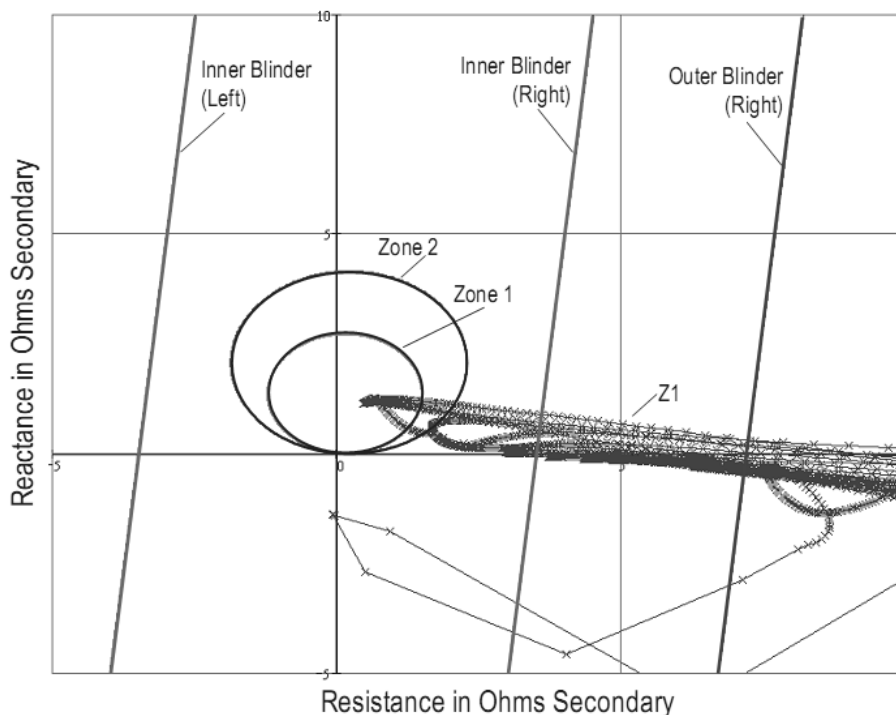 10
Inner Blinder
(Left)
Inner Blinder
(Right)
Outer Blinder
(Right)
Reactance in Ohms Secondary
5
Zone 2
Zone 1
Z1
-5
0
-5
Resistance in Ohms Secondary